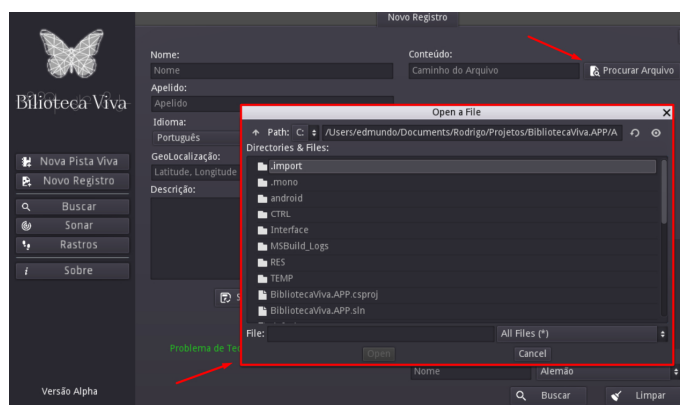 Novo Registro
Bilioteca Viva
Nova Pista Viva
Novo Registro
Buscar
Sonar
Rastros
Sobre
Versão Alpha
Nome:
Nome
Conteúdo:
Caminho do Arquivo
Procurar Arquivo
Apelido:
Apelido
Idioma:
Português
GeoLocalização:
Latitude, Longitude
Descrição:
Problema de
Open a File
Path: C: /Users/edmundo/Documents/Rodrigo/Projetos/BibliotecaViva.APP/A
Directories & Files:
.import
.mono
android
CTRL
Interface
MSBuild_Logs
RES
TEMP
BibliotecaViva.APP.csproj
BibliotecaViva.APP.sln
File:
All Files (*)
Open
Cancel
Nome
Alemão
Buscar
Limpar